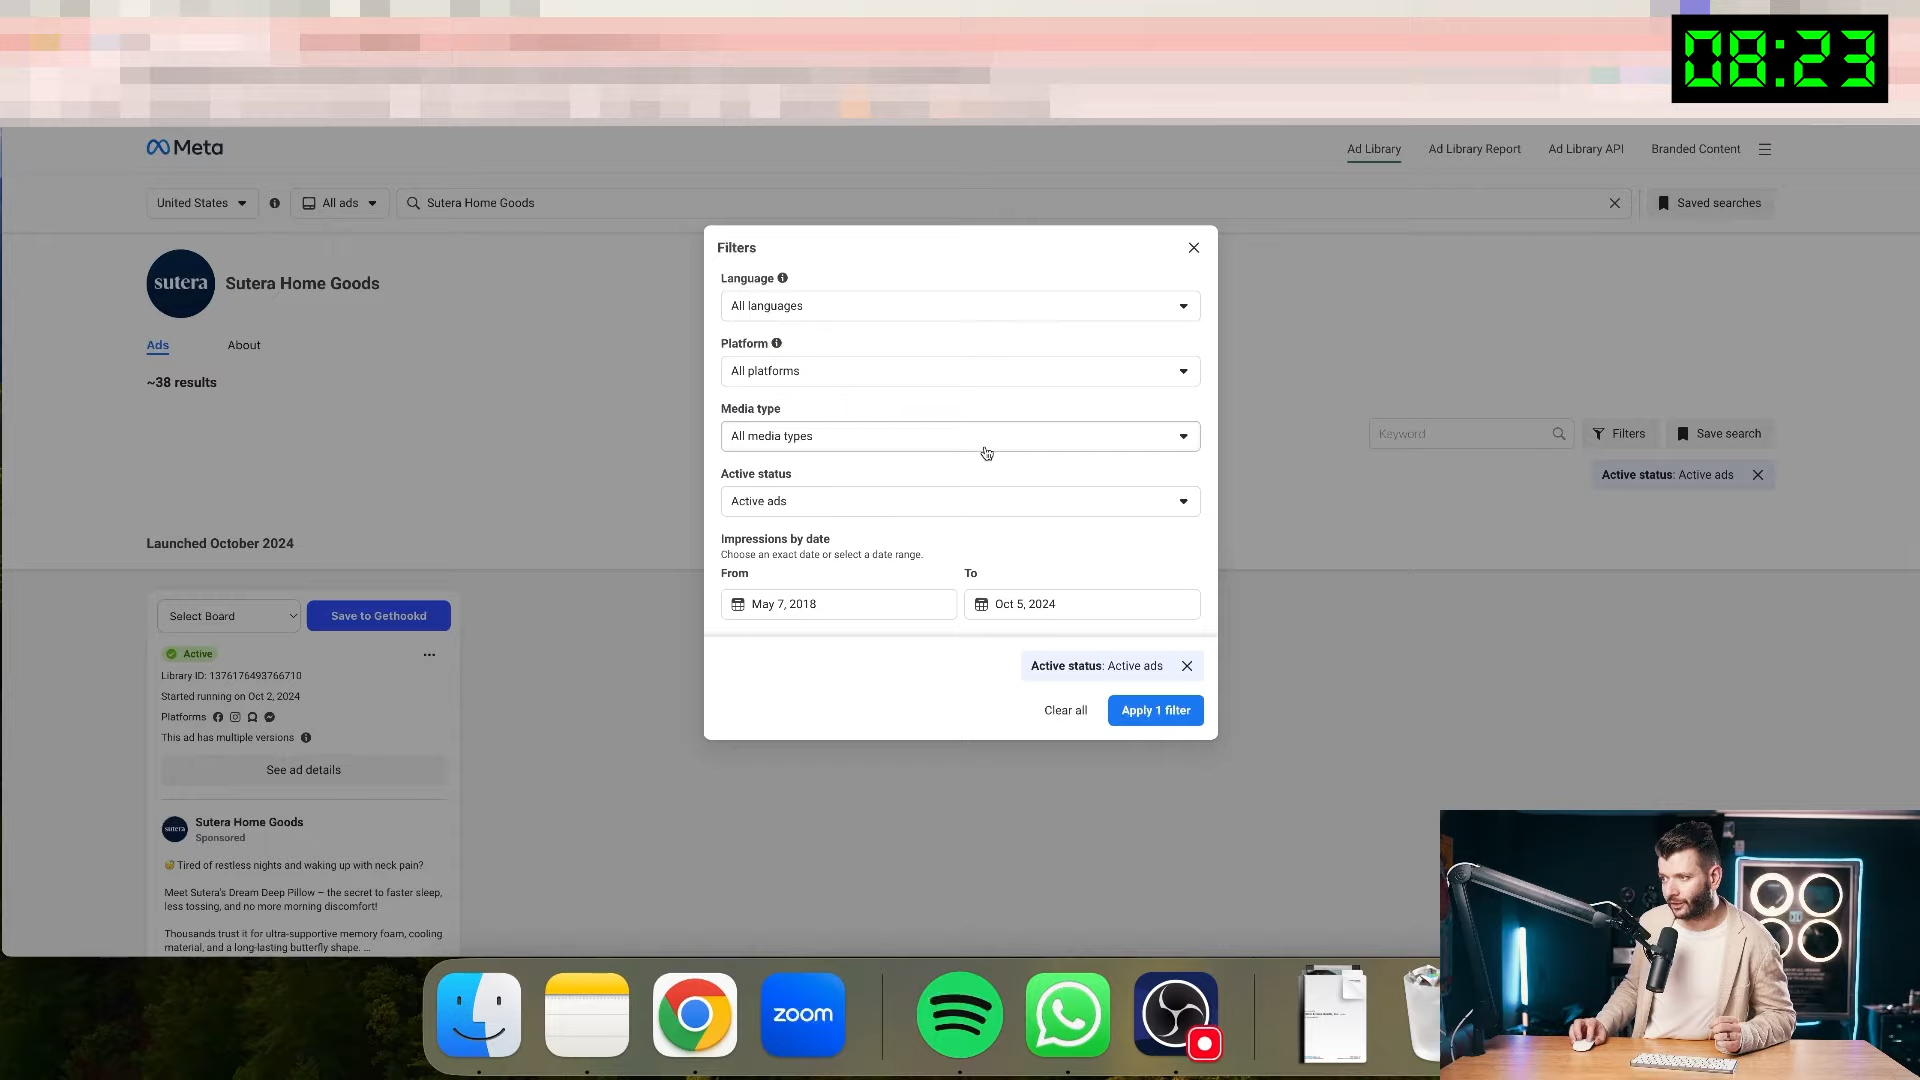 08:23
Meta
Ad Library
Ad Library Report
Ad Library API
Branded Content
United States
All ads
Sutera Home Goods
Saved searches
sutera
Sutera Home Goods
Ads
About
~38 results
Keyword
Filters
Save search
Active status: Active ads
Launched October 2024
Filters
Language
All languages
Platform
All platforms
Media type
All media types
Active status
Active ads
Impressions by date
Choose an exact date or select a date range.
From
To
May 7, 2018
Oct 5, 2024
Active status: Active ads
Clear all
Apply 1 filter
Select Board
Save to Gethookd
Active
Library ID: 1376176493766710
Started running on Oct 2, 2024
Platforms
This ad has multiple versions
See ad details
sutera
Sutera Home Goods
Sponsored
Tired of restless nights and waking up with neck pain?
Meet Sutera's Dream Deep Pillow – the secret to faster sleep,
less tossing, and no more morning discomfort!
Thousands trust it for ultra-supportive memory foam, cooling
material, and a long-lasting butterfly shape. ...
zoom